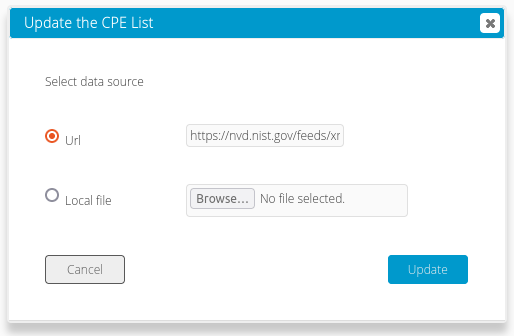 Update the CPE List
Select data source
Url
https://nvd.nist.gov/feeds/xr
Local file
Browse... No file selected.
Cancel
Update